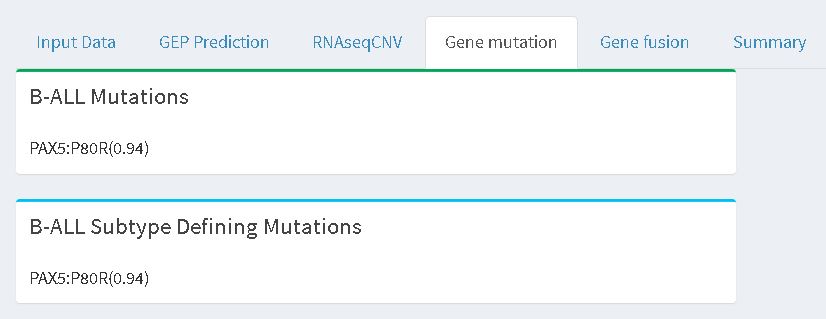 Input Data GEP Prediction RNAseqCNV Gene mutation Gene fusion Summary
B-ALL Mutations
PAX5:P80R(0.94)
B-ALL Subtype Defining Mutations
PAX5:P80R(0.94)